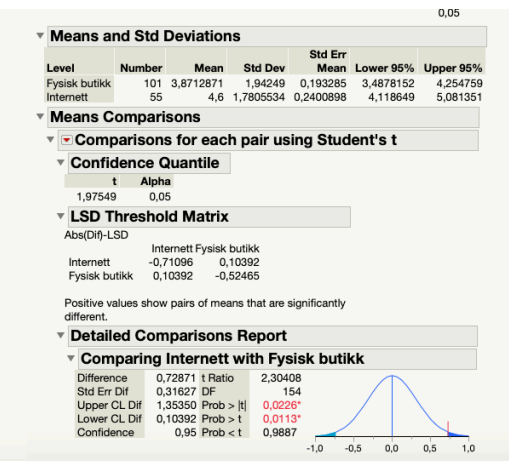 0,05
Means and Std Deviations
Std Err
Level Number Mean Std Dev Mean Lower 95% Upper 95%
Fysisk butikk 101 3,8712871 1,94249 0,193285 3,4878152 4,254759
Internett 55 4,6 1,7805534 0,2400898 4,118649 5,081351
Means Comparisons
Comparisons for each pair using Student's t
Confidence Quantile
t Alpha
1,97549 0,05
LSD Threshold Matrix
Abs(Dif)-LSD
Internett Fysisk butikk
Internett -0,71096 0,10392
Fysisk butikk 0,10392 -0,52465
Positive values show pairs of means that are significantly
different.
Detailed Comparisons Report
Comparing Internett with Fysisk butikk
Difference 0,72871 t Ratio 2,30408
Std Err Dif 0,31627 DF 154
Upper CL Dif 1,35350 Prob > |t| 0,0226*
Lower CL Dif 0,10392 Prob > t 0,0113*
Confidence 0,95 Prob < t 0,9887
-1,0 -0,5 0,0 0,5 1,0